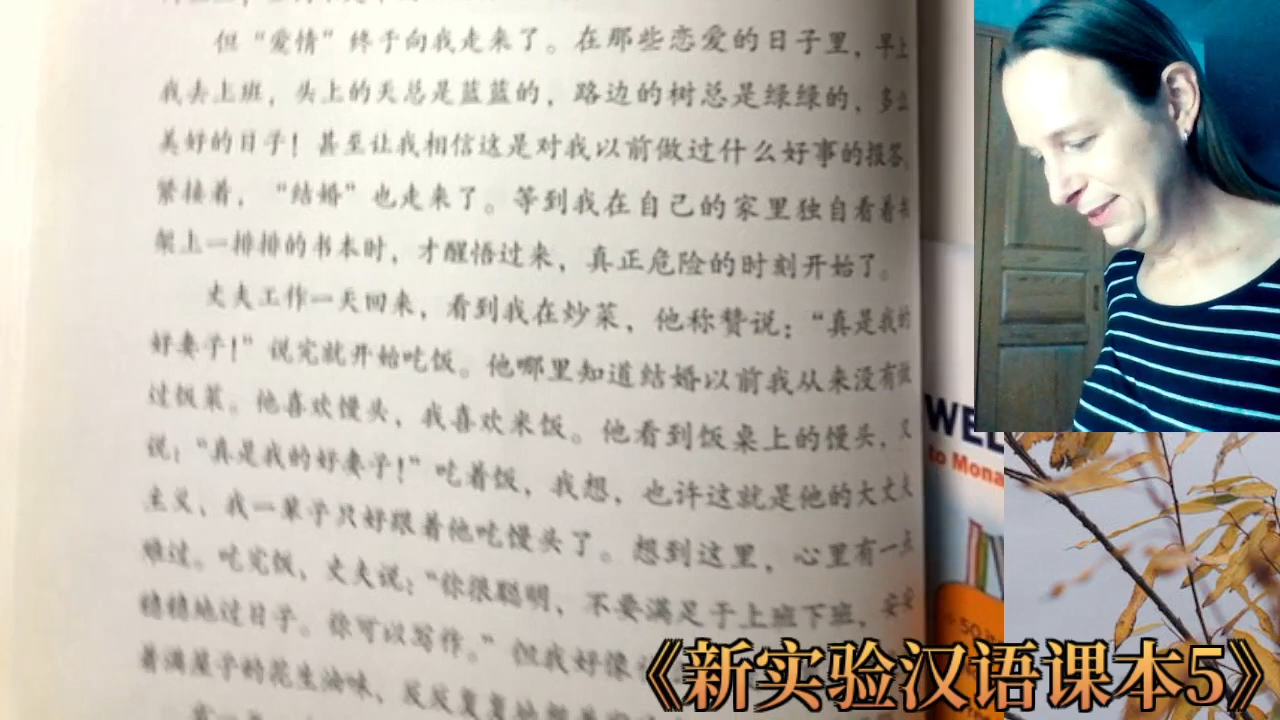 但“爱情”终于向我走来了。在那些恋爱的日子里，早上
我去上班，头上的天总是蓝蓝的，路边的树总是绿绿的，多么
美好的日子！甚至让我相信这是对我以前做过什么好事的报答。
紧接着，“结婚”也走来了。等到我在自己的家里独自看着书
架上一排排的书本时，才醒悟过来，真正危险的时刻开始了。
丈夫工作一天回来，看到我在炒菜，他称赞说：“真是我的
好妻子！”说完就开始吃饭。他哪里知道结婚以前我从来没有做
过饭菜。他喜欢馒头，我喜欢米饭。他看到饭桌上的馒头，又
说：“真是我的好妻子！”吃着饭，我想，也许这就是他的大丈夫
主义，我一辈子只好跟着他吃馒头了。想到这里，心里有一点
难过。吃完饭，丈夫说：“你很聪明，不要满足于上班下班，安安
稳稳地过日子。你可以写作。”但我好像
着满屋子的花生油味，反反复复地
WEL
to Mona
50
《新实验汉语课本5》